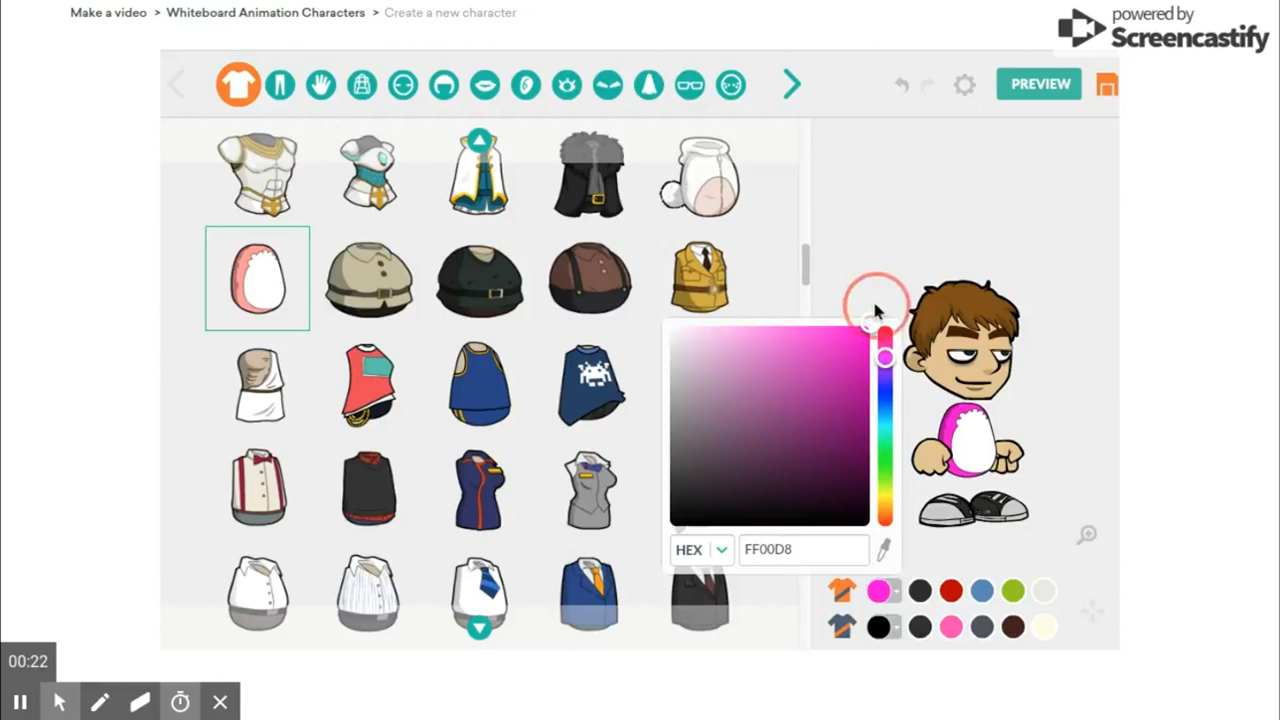 Make a video > Whiteboard Animation Characters > Create a new character
powered by
Screencastify
PREVIEW
HEX
FF00D8
00:22